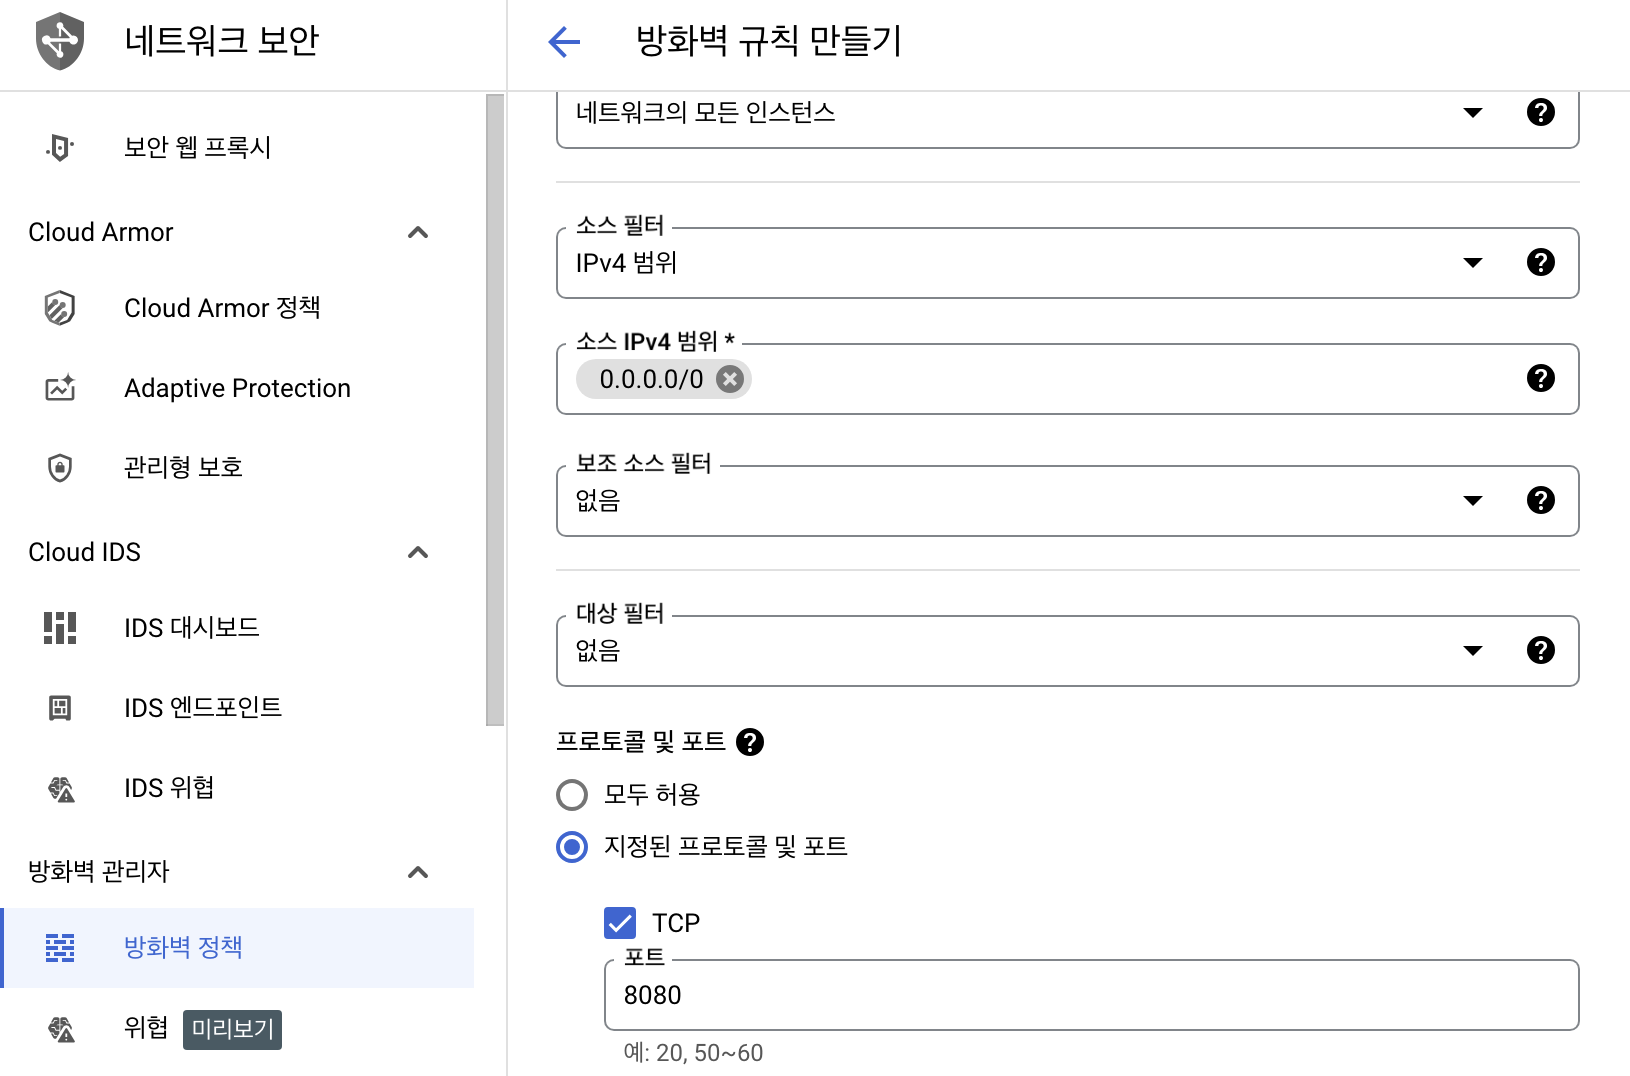 네트워크 보안
보안 웹 프록시
Cloud Armor
Cloud Armor 정책
Adaptive Protection
관리형 보호
Cloud IDS
IDS 대시보드
IDS 엔드포인트
IDS 위협
방화벽 관리자
방화벽 정책
위협 미리보기
방화벽 규칙 만들기
네트워크의 모든 인스턴스
소스 필터
IPv4 범위
소스 IPv4 범위 *
0.0.0.0/0
보조 소스 필터
없음
대상 필터
없음
프로토콜 및 포트
모두 허용
지정된 프로토콜 및 포트
TCP
포트
8080
예: 20, 50~60